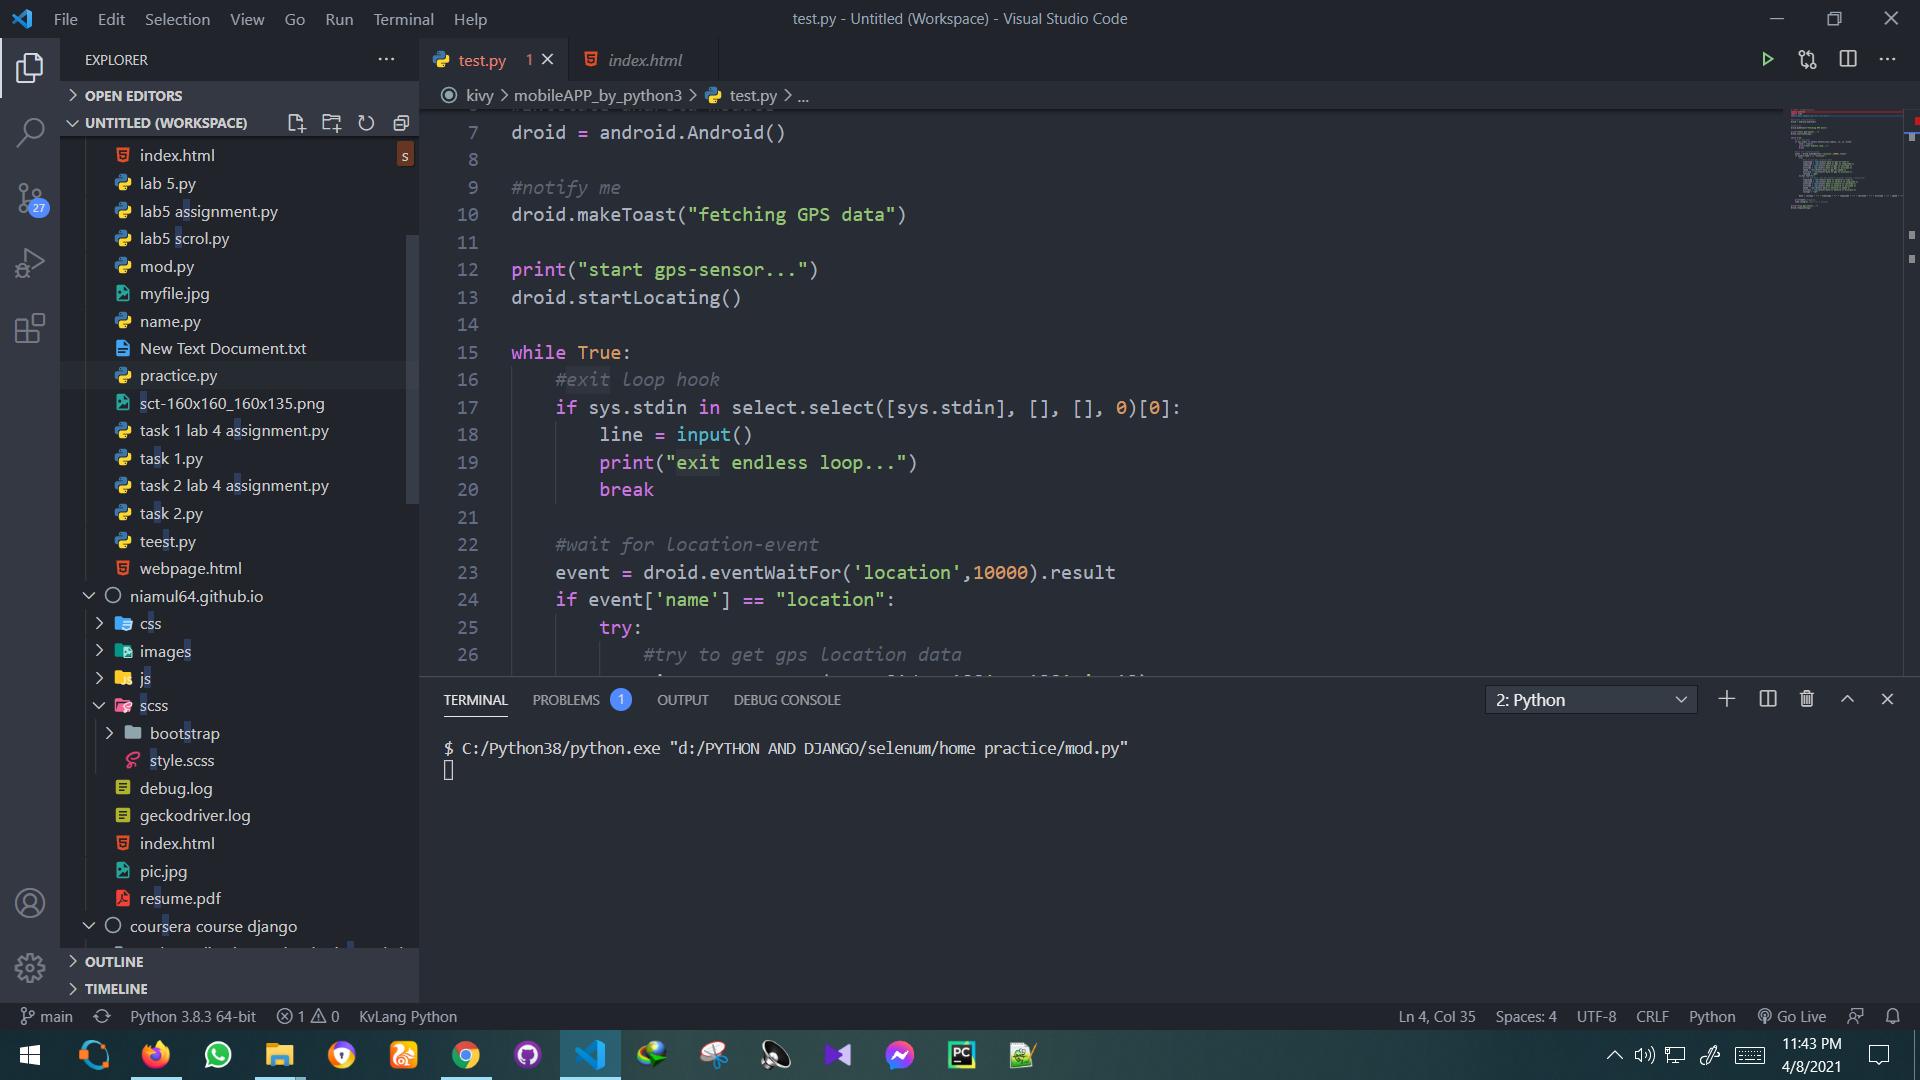 File Edit Selection View Go Run Terminal Help
test.py - Untitled (Workspace) - Visual Studio Code
EXPLORER
OPEN EDITORS
UNTITLED (WORKSPACE)
index.html
s
lab 5.py
lab5 assignment.py
lab5 scrol.py
27
mod.py
myfile.jpg
name.py
New Text Document.txt
practice.py
sct-160x160_160x135.png
task 1 lab 4 assignment.py
task 1.py
task 2 lab 4 assignment.py
task 2.py
teest.py
webpage.html
niamul64.github.io
css
images
js
scss
bootstrap
style.scss
debug.log
geckodriver.log
index.html
pic.jpg
resume.pdf
coursera course django
OUTLINE
TIMELINE
test.py 1
index.html
kivy > mobileAPP_by_python3 > test.py > ...
7 droid = android.Android()
8
9 #notify me
10 droid.makeToast("fetching GPS data")
11
12 print("start gps-sensor...")
13 droid.startLocating()
14
15 while True:
16 #exit loop hook
17 if sys.stdin in select.select([sys.stdin], [], [], 0)[0]:
18 line = input()
19 print("exit endless loop...")
20 break
21
22 #wait for location-event
23 event = droid.eventWaitFor('location',10000).result
24 if event['name'] == "location":
25 try:
26 #try to get gps location data
TERMINAL PROBLEMS 1 OUTPUT DEBUG CONSOLE
2: Python
$ C:/Python38/python.exe "d:/PYTHON AND DJANGO/selenum/home practice/mod.py"
main Python 3.8.3 64-bit 1 0 KvLang Python
Ln 4, Col 35 Spaces: 4 UTF-8 CRLF Python Go Live
PC
11:43 PM
4/8/2021